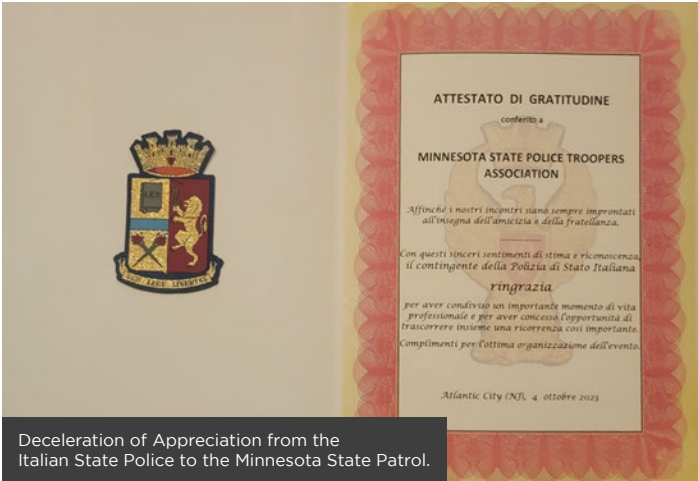 LEX
SUB LEGE LIBERTAS
ATTESTATO DI GRATITUDINE
conferito a
MINNESOTA STATE POLICE TROOPERS
ASSOCIATION
Affinché i nostri incontri siano sempre improntati
all'insegna dell'amicizia e della fratellanza.
Con questi sinceri sentimenti di stima e riconoscenza,
il contingente della Polizia di Stato Italiana
ringrazia
per aver condiviso un importante momento di vita
professionale e per aver concesso l'opportunità di
trascorrere insieme una ricorrenza così importante.
Complimenti per l'ottima organizzazione dell'evento.
Atlantic City (NJ), 4 ottobre 2023
Deceleration of Appreciation from the
Italian State Police to the Minnesota State Patrol.